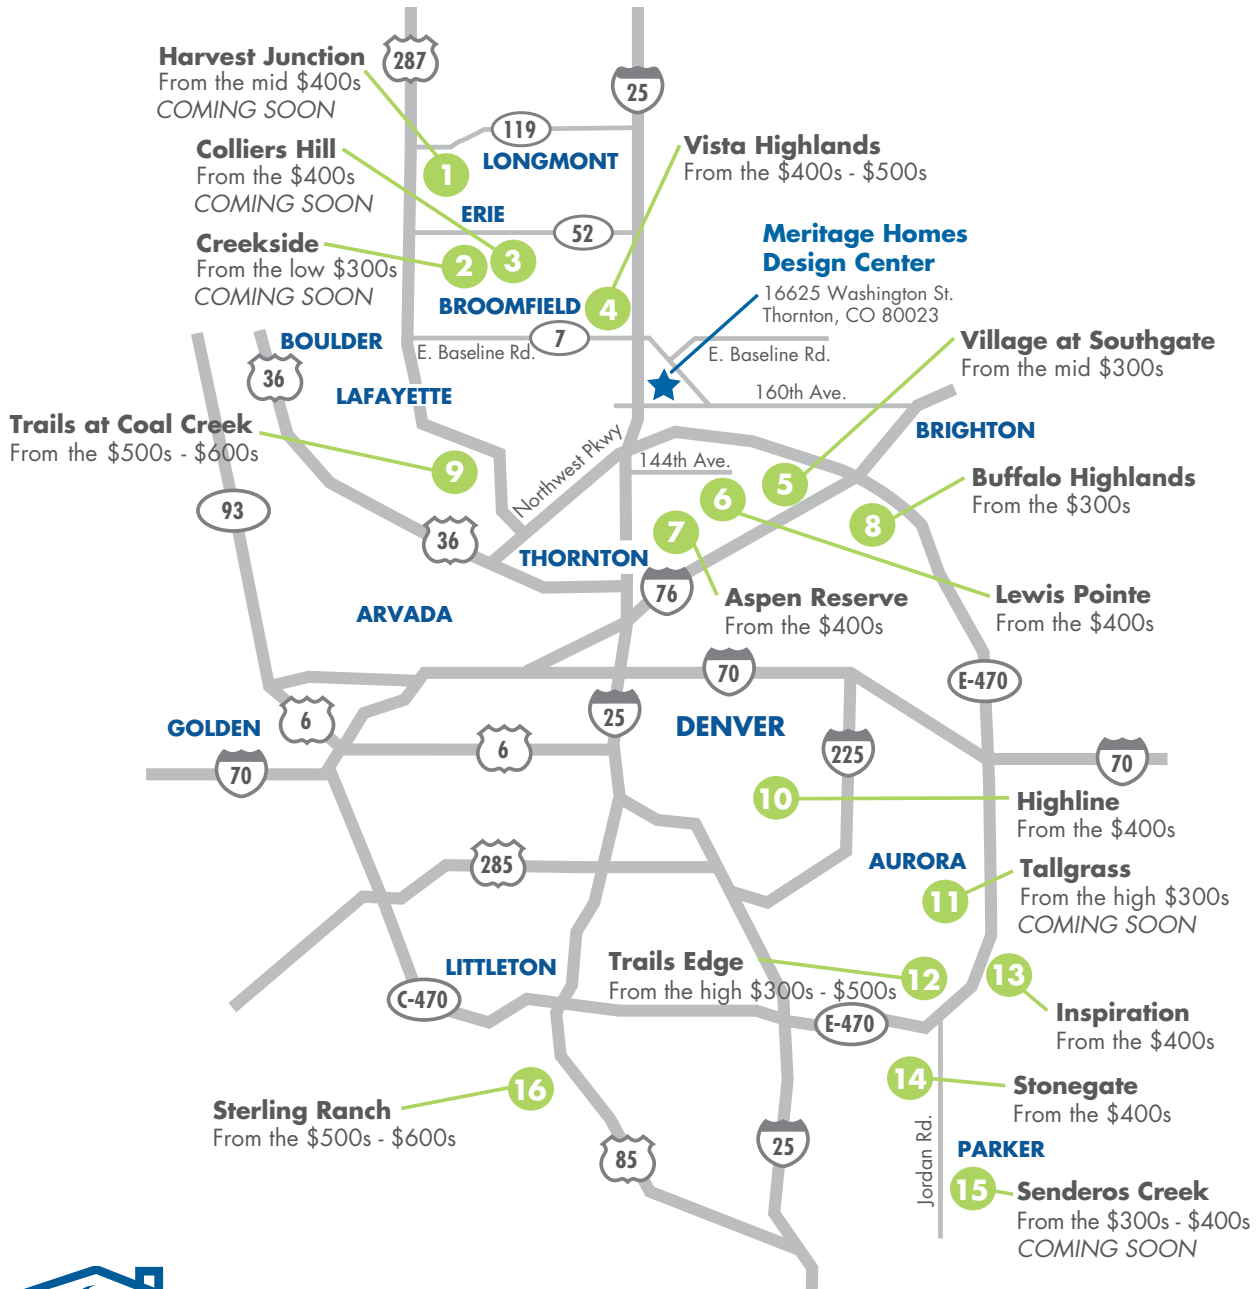 287
25
Harvest Junction
From the mid $400s
COMING SOON
119
LONGMONT
Colliers Hill
From the $400s
COMING SOON
1
Vista Highlands
From the $400s - $500s
ERIE
52
Creekside
From the low $300s
COMING SOON
2
3
Meritage Homes
Design Center
16625 Washington St.
Thornton, CO 80023
BROOMFIELD
4
BOULDER
7
E. Baseline Rd.
E. Baseline Rd.
Village at Southgate
From the mid $300s
36
LAFAYETTE
160th Ave.
BRIGHTON
Trails at Coal Creek
From the $500s - $600s
9
Northwest Pkwy
144th Ave.
5
6
Buffalo Highlands
From the $300s
8
93
36
7
THORNTON
76
Aspen Reserve
From the $400s
Lewis Pointe
From the $400s
ARVADA
70
E-470
GOLDEN
6
25
DENVER
6
225
70
70
10
Highline
From the $400s
285
AURORA
Tallgrass
From the high $300s
COMING SOON
11
LITTLETON
Trails Edge
From the high $300s - $500s
12
13
C-470
E-470
Inspiration
From the $400s
14
Stonegate
From the $400s
16
Sterling Ranch
From the $500s - $600s
Jordan Rd.
25
85
PARKER
15
Senderos Creek
From the $300s - $400s
COMING SOON